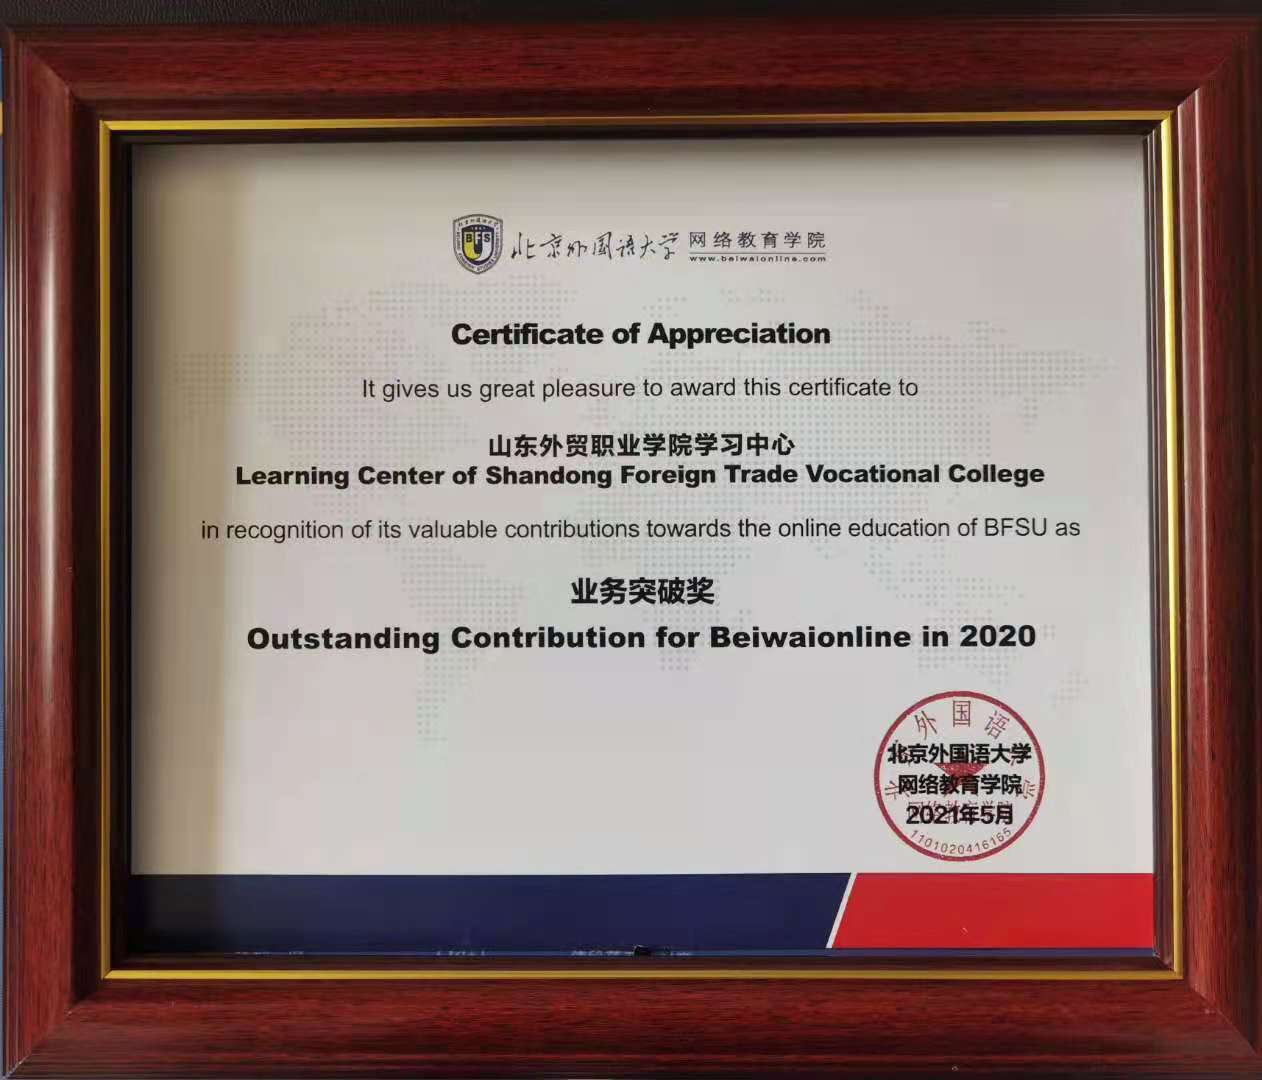 BFS
北京外国语大学 网络教育学院
www.beiwaionline.com
Certificate of Appreciation
It gives us great pleasure to award this certificate to
山东外贸职业学院学习中心
Learning Center of Shandong Foreign Trade Vocational College
in recognition of its valuable contributions towards the online education of BFSU as
业务突破奖
Outstanding Contribution for Beiwaionline in 2020
北京外国语大学
网络教育学院
2021年5月
1101020416165